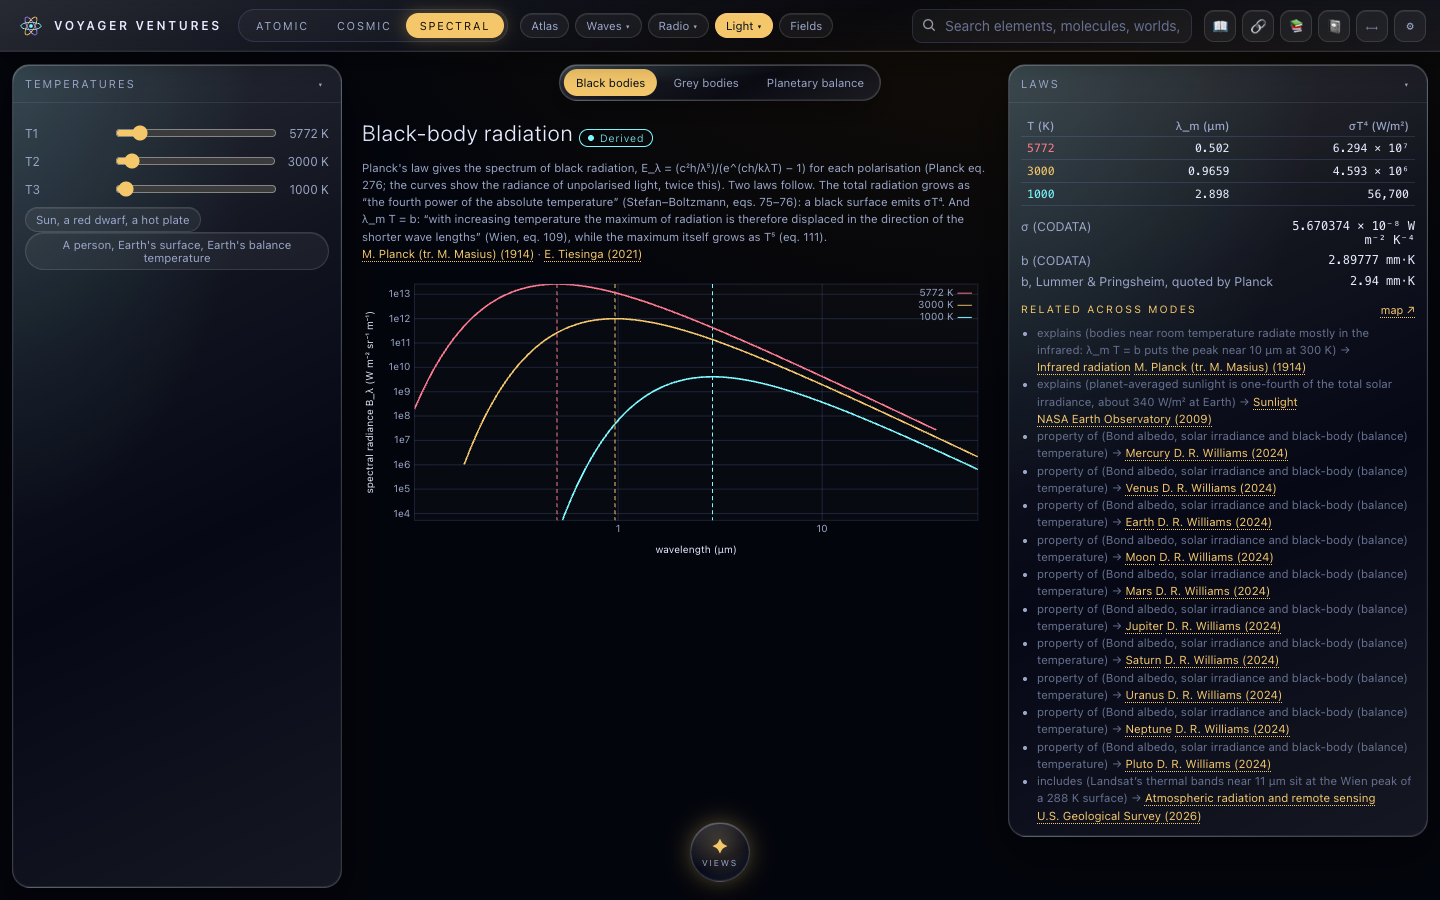 VOYAGER VENTURES
ATOMIC COSMIC SPECTRAL
Atlas Waves ▾ Radio ▾ Light ▾ Fields
Search elements, molecules, worlds,
TEMPERATURES ▾
T1 5772 K
T2 3000 K
T3 1000 K
Sun, a red dwarf, a hot plate
A person, Earth's surface, Earth's balance
temperature
Black bodies Grey bodies Planetary balance
Black-body radiation Derived
Planck's law gives the spectrum of black radiation, E_λ = (c²h/λ⁵)/(e^(ch/kλT) − 1) for each polarisation (Planck eq.
276; the curves show the radiance of unpolarised light, twice this). Two laws follow. The total radiation grows as
“the fourth power of the absolute temperature” (Stefan–Boltzmann, eqs. 75–76): a black surface emits σT⁴. And
λ_m T = b: “with increasing temperature the maximum of radiation is therefore displaced in the direction of the
shorter wave lengths” (Wien, eq. 109), while the maximum itself grows as T⁵ (eq. 111).
M. Planck (tr. M. Masius) (1914) · E. Tiesinga (2021)
spectral radiance B_λ (W m⁻² sr⁻¹ m⁻¹)
1e13
1e12
1e11
1e10
1e9
1e8
1e7
1e6
1e5
1e4
5772 K
3000 K
1000 K
1 10
wavelength (μm)
VIEWS
LAWS ▾
T (K) λ_m (μm) σT⁴ (W/m²)
5772 0.502 6.294 × 10⁷
3000 0.9659 4.593 × 10⁶
1000 2.898 56,700
σ (CODATA) 5.670374 × 10⁻⁸ W
m⁻² K⁻⁴
b (CODATA) 2.89777 mm·K
b, Lummer & Pringsheim, quoted by Planck 2.94 mm·K
RELATED ACROSS MODES map ↗
explains (bodies near room temperature radiate mostly in the
infrared: λ_m T = b puts the peak near 10 μm at 300 K) →
Infrared radiation M. Planck (tr. M. Masius) (1914)
explains (planet-averaged sunlight is one-fourth of the total solar
irradiance, about 340 W/m² at Earth) → Sunlight
NASA Earth Observatory (2009)
property of (Bond albedo, solar irradiance and black-body (balance)
temperature) → Mercury D. R. Williams (2024)
property of (Bond albedo, solar irradiance and black-body (balance)
temperature) → Venus D. R. Williams (2024)
property of (Bond albedo, solar irradiance and black-body (balance)
temperature) → Earth D. R. Williams (2024)
property of (Bond albedo, solar irradiance and black-body (balance)
temperature) → Moon D. R. Williams (2024)
property of (Bond albedo, solar irradiance and black-body (balance)
temperature) → Mars D. R. Williams (2024)
property of (Bond albedo, solar irradiance and black-body (balance)
temperature) → Jupiter D. R. Williams (2024)
property of (Bond albedo, solar irradiance and black-body (balance)
temperature) → Saturn D. R. Williams (2024)
property of (Bond albedo, solar irradiance and black-body (balance)
temperature) → Uranus D. R. Williams (2024)
property of (Bond albedo, solar irradiance and black-body (balance)
temperature) → Neptune D. R. Williams (2024)
property of (Bond albedo, solar irradiance and black-body (balance)
temperature) → Pluto D. R. Williams (2024)
includes (Landsat's thermal bands near 11 μm sit at the Wien peak of
a 288 K surface) → Atmospheric radiation and remote sensing
U.S. Geological Survey (2026)